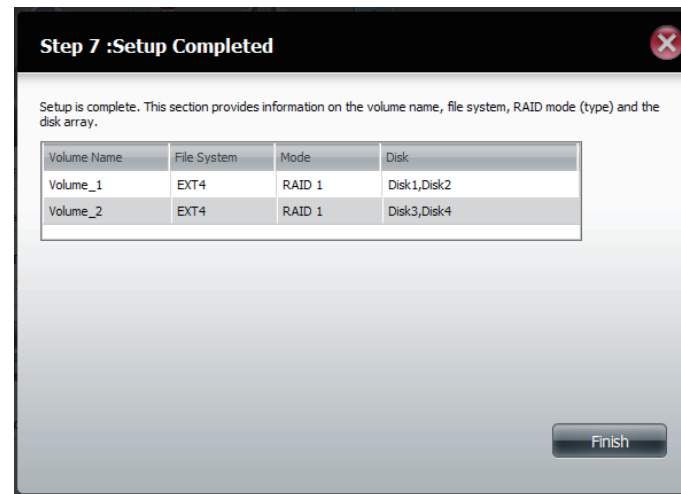 Step 7 :Setup Completed
Setup is complete. This section provides information on the volume name, file system, RAID mode (type) and the
disk array.
Volume Name File System Mode Disk
Volume_1 EXT4 RAID 1 Disk1,Disk2
Volume_2 EXT4 RAID 1 Disk3,Disk4
Finish